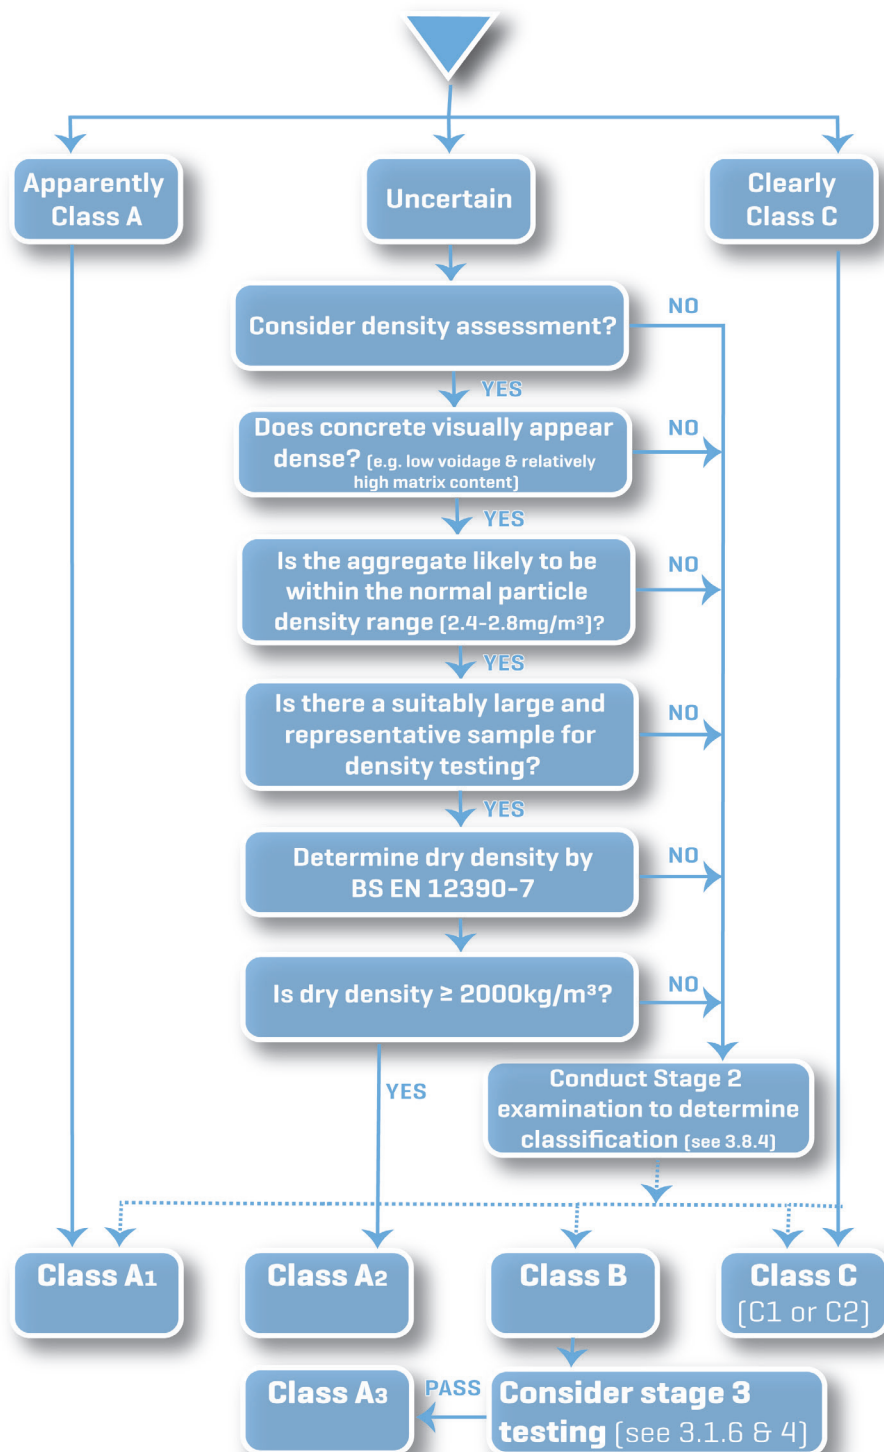 Apparently
Class A
Uncertain
Clearly
Class C
Consider density assessment?
NO
YES
Does concrete visually appear
dense? (e.g. low voidage & relatively
high matrix content)
NO
YES
Is the aggregate likely to be
within the normal particle
density range (2.4-2.8mg/m³)?
NO
YES
Is there a suitably large and
representative sample for
density testing?
NO
YES
Determine dry density by
BS EN 12390-7
NO
Is dry density ≥ 2000kg/m³?
NO
YES
Conduct Stage 2
examination to determine
classification (see 3.8.4)
Class A1
Class A2
Class B
Class C
(C1 or C2)
Class A3
PASS
Consider stage 3
testing (see 3.1.6 & 4)